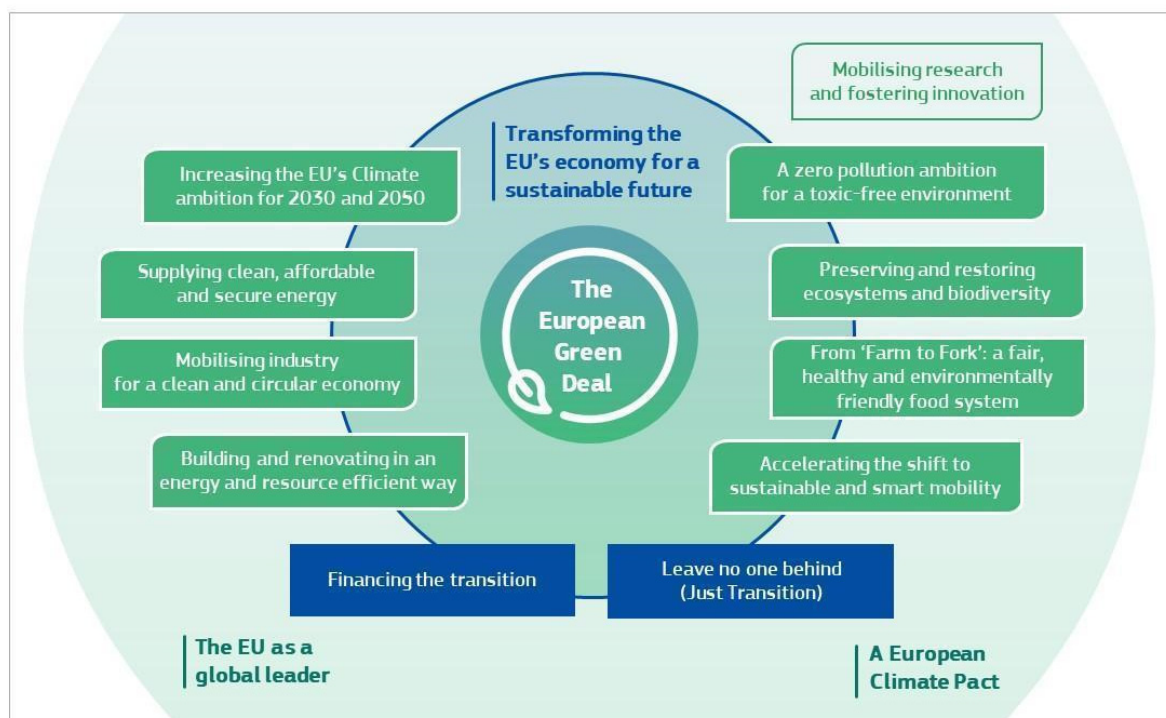 Mobilising research
and fostering innovation
Transforming the
EU's economy for a
sustainable future
Increasing the EU's Climate
ambition for 2030 and 2050
A zero pollution ambition
for a toxic-free environment
Supplying clean, affordable
and secure energy
Preserving and restoring
ecosystems and biodiversity
The
European
Green
Deal
Mobilising industry
for a clean and circular economy
From ‘Farm to Fork’: a fair,
healthy and environmentally
friendly food system
Building and renovating in an
energy and resource efficient way
Accelerating the shift to
sustainable and smart mobility
Financing the transition
Leave no one behind
(Just Transition)
The EU as a
global leader
A European
Climate Pact